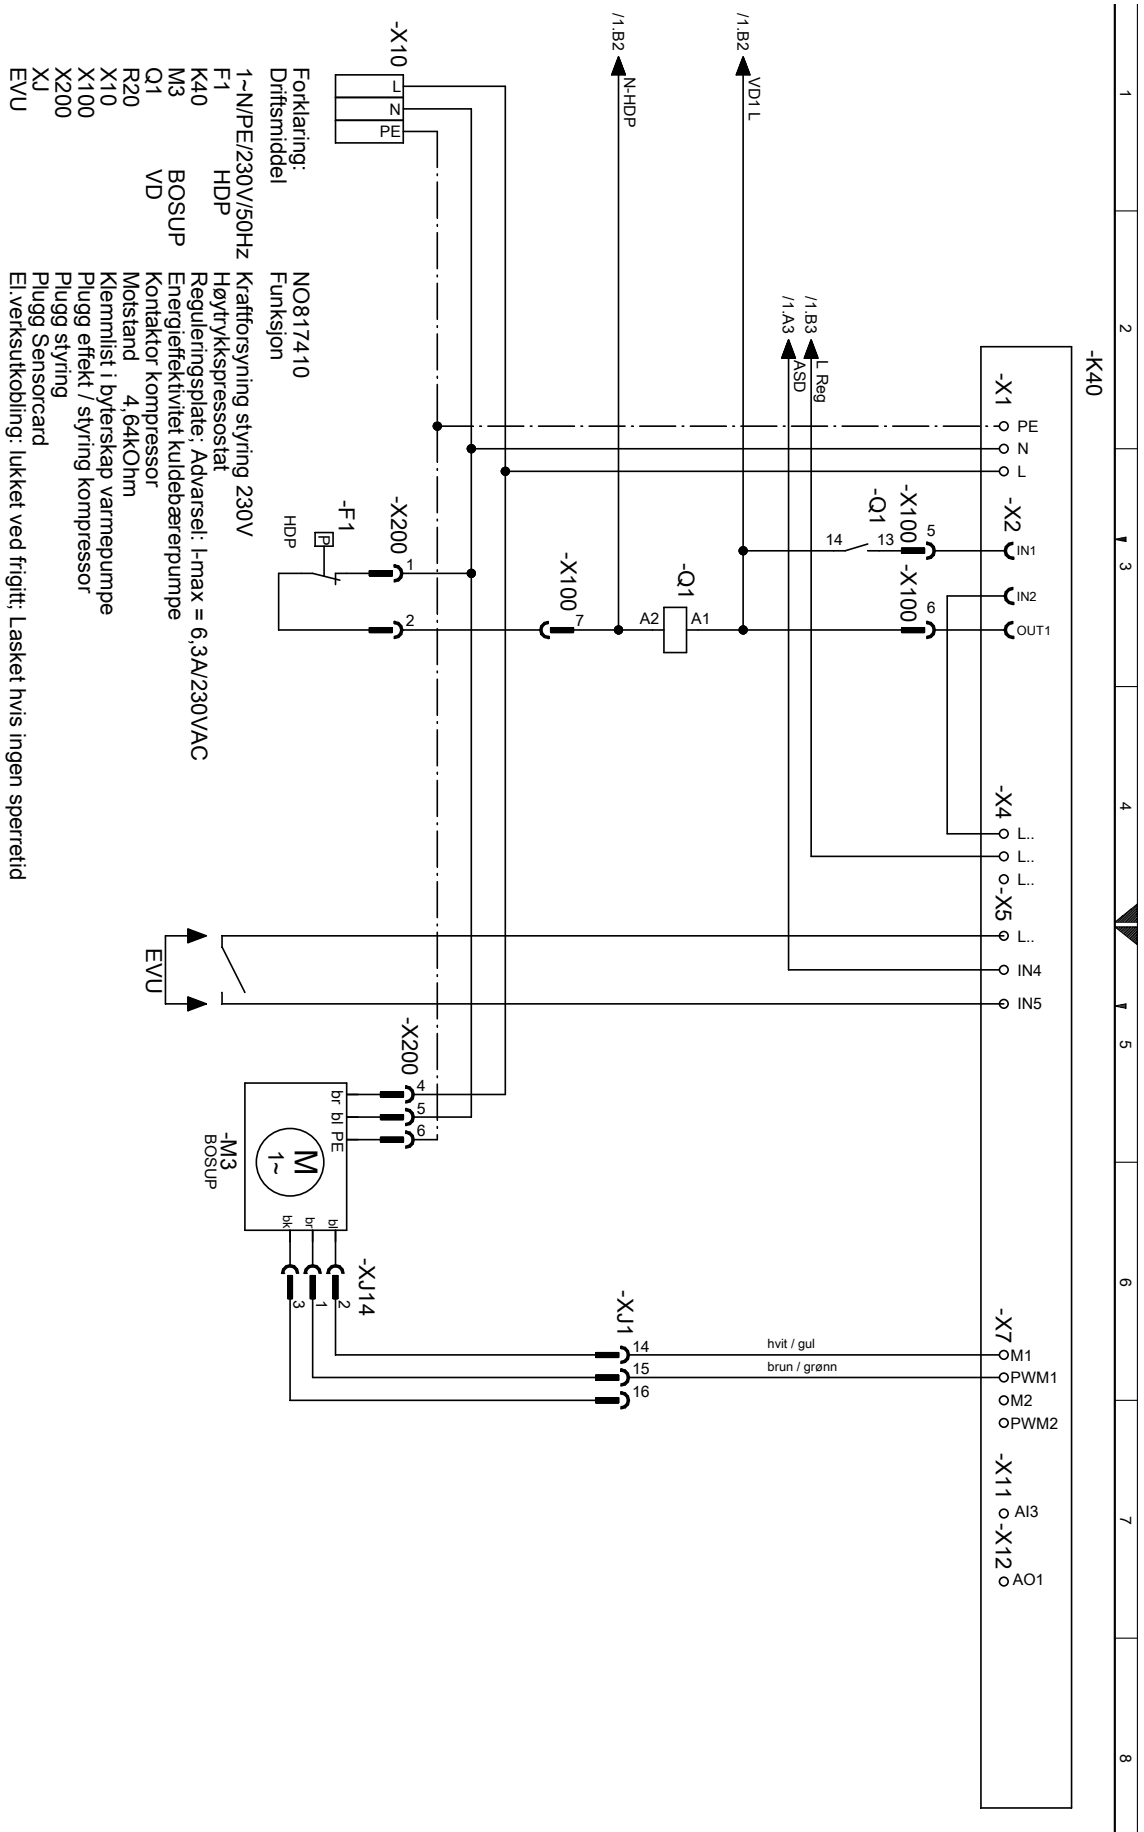 1 2 3 4 5 6 7 8
-K40
-X1 -X2 -X4 -X5 -X7 -X11 -X12
PE
N
L
IN1
IN2
OUT1
L..
L..
L..
L..
IN4
IN5
M1
PWM1
M2
PWM2
AI3
AO1
/1.B3 L Reg
/1.A3 ASD
/1.B2 VD1 L
/1.B2 N-HDP
-X100 5
-Q1 14 13
-X100 6
-Q1
A2 A1
-X100 7
-X10
L
N
PE
-X200 1
2
-F1
P
HDP
EVU
-X200 4
5
6
br bl PE
M
1~
-M3
BOSUP
bl
br
bk
-XJ14
2
1
3
-XJ1 14
15
16
hvit / gul
brun / grønn
Forklaring: NO817410
Driftsmiddel Funksjon
1~N/PE/230V/50Hz Kraftforsyning styring 230V
F1 HDP Høytrykkspressostat
K40 Reguleringsplate; Advarsel: I-max = 6,3A/230VAC
M3 BOSUP Energieffektivitet kuldebærerpumpe
Q1 VD Kontaktor kompressor
R20 Motstand 4,64kOhm
X10 Klemmlist i byterskap varmepumpe
X100 Plugg effekt / styring kompressor
X200 Plugg styring
XJ Plugg Sensorcard
EVU El.verksutkobling: lukket ved frigitt; Lasket hvis ingen sperretid